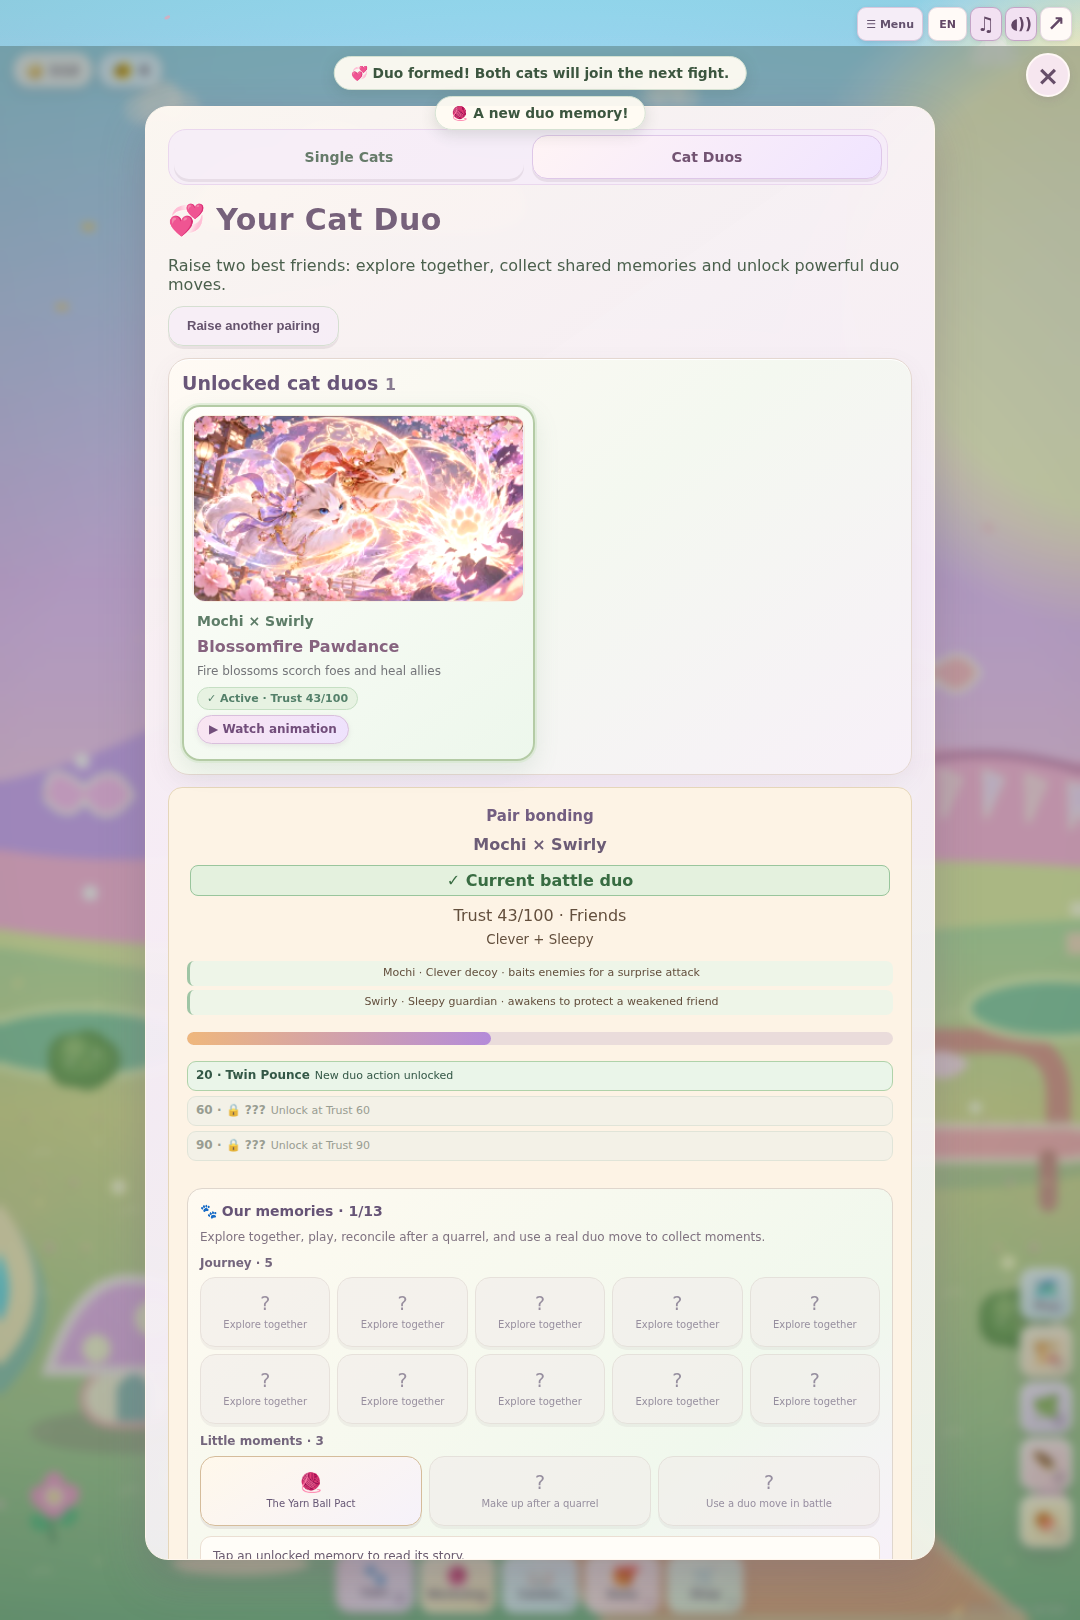 ☰ Menu
EN
💞 Duo formed! Both cats will join the next fight.
🧶 A new duo memory!
Single Cats
Cat Duos
💞 Your Cat Duo
Raise two best friends: explore together, collect shared memories and unlock powerful duo
moves.
Raise another pairing
Unlocked cat duos 1
Mochi × Swirly
Blossomfire Pawdance
Fire blossoms scorch foes and heal allies
✓ Active · Trust 43/100
▶ Watch animation
Pair bonding
Mochi × Swirly
✓ Current battle duo
Trust 43/100 · Friends
Clever + Sleepy
Mochi · Clever decoy · baits enemies for a surprise attack
Swirly · Sleepy guardian · awakens to protect a weakened friend
20 · Twin Pounce New duo action unlocked
60 · 🔒 ??? Unlock at Trust 60
90 · 🔒 ??? Unlock at Trust 90
🐾 Our memories · 1/13
Explore together, play, reconcile after a quarrel, and use a real duo move to collect moments.
Journey · 5
? ? ? ? ?
Explore together Explore together Explore together Explore together Explore together
? ? ? ? ?
Explore together Explore together Explore together Explore together Explore together
Little moments · 3
🧶 ? ?
The Yarn Ball Pact Make up after a quarrel Use a duo move in battle
Tap an unlocked memory to read its story.